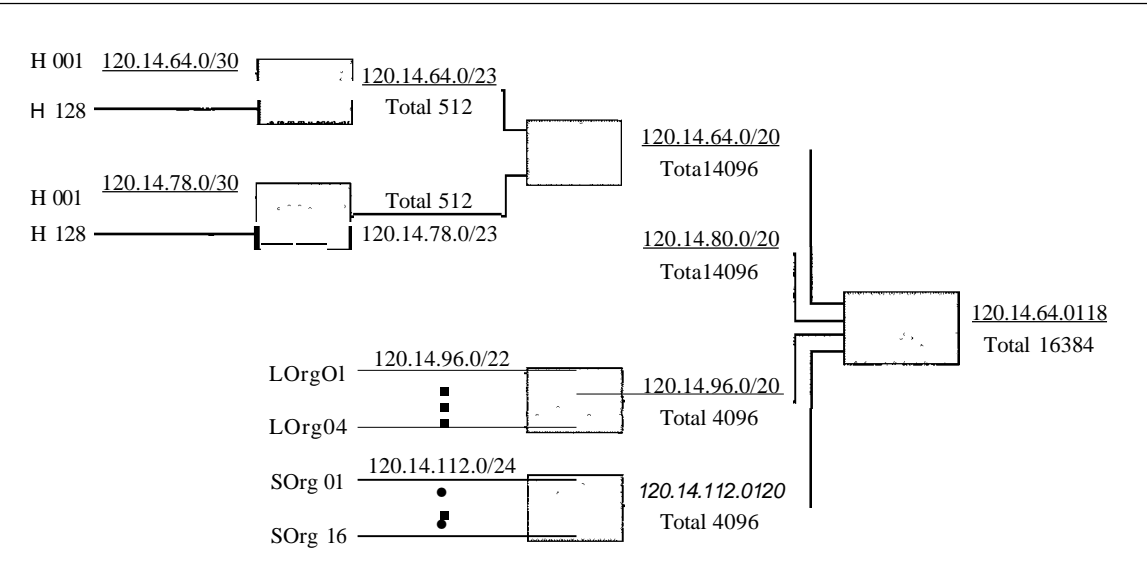 H 001 120.14.64.0/30
120.14.64.0/23
Total 512
H 128
120.14.64.0/20
Tota14096
H 001 120.14.78.0/30
Total 512
H 128
120.14.78.0/23
120.14.80.0/20
Tota14096
120.14.64.0118
Total 16384
LOrgOl 120.14.96.0/22
120.14.96.0/20
LOrg04
Total 4096
SOrg 01 120.14.112.0/24
120.14.112.0120
SOrg 16
Total 4096